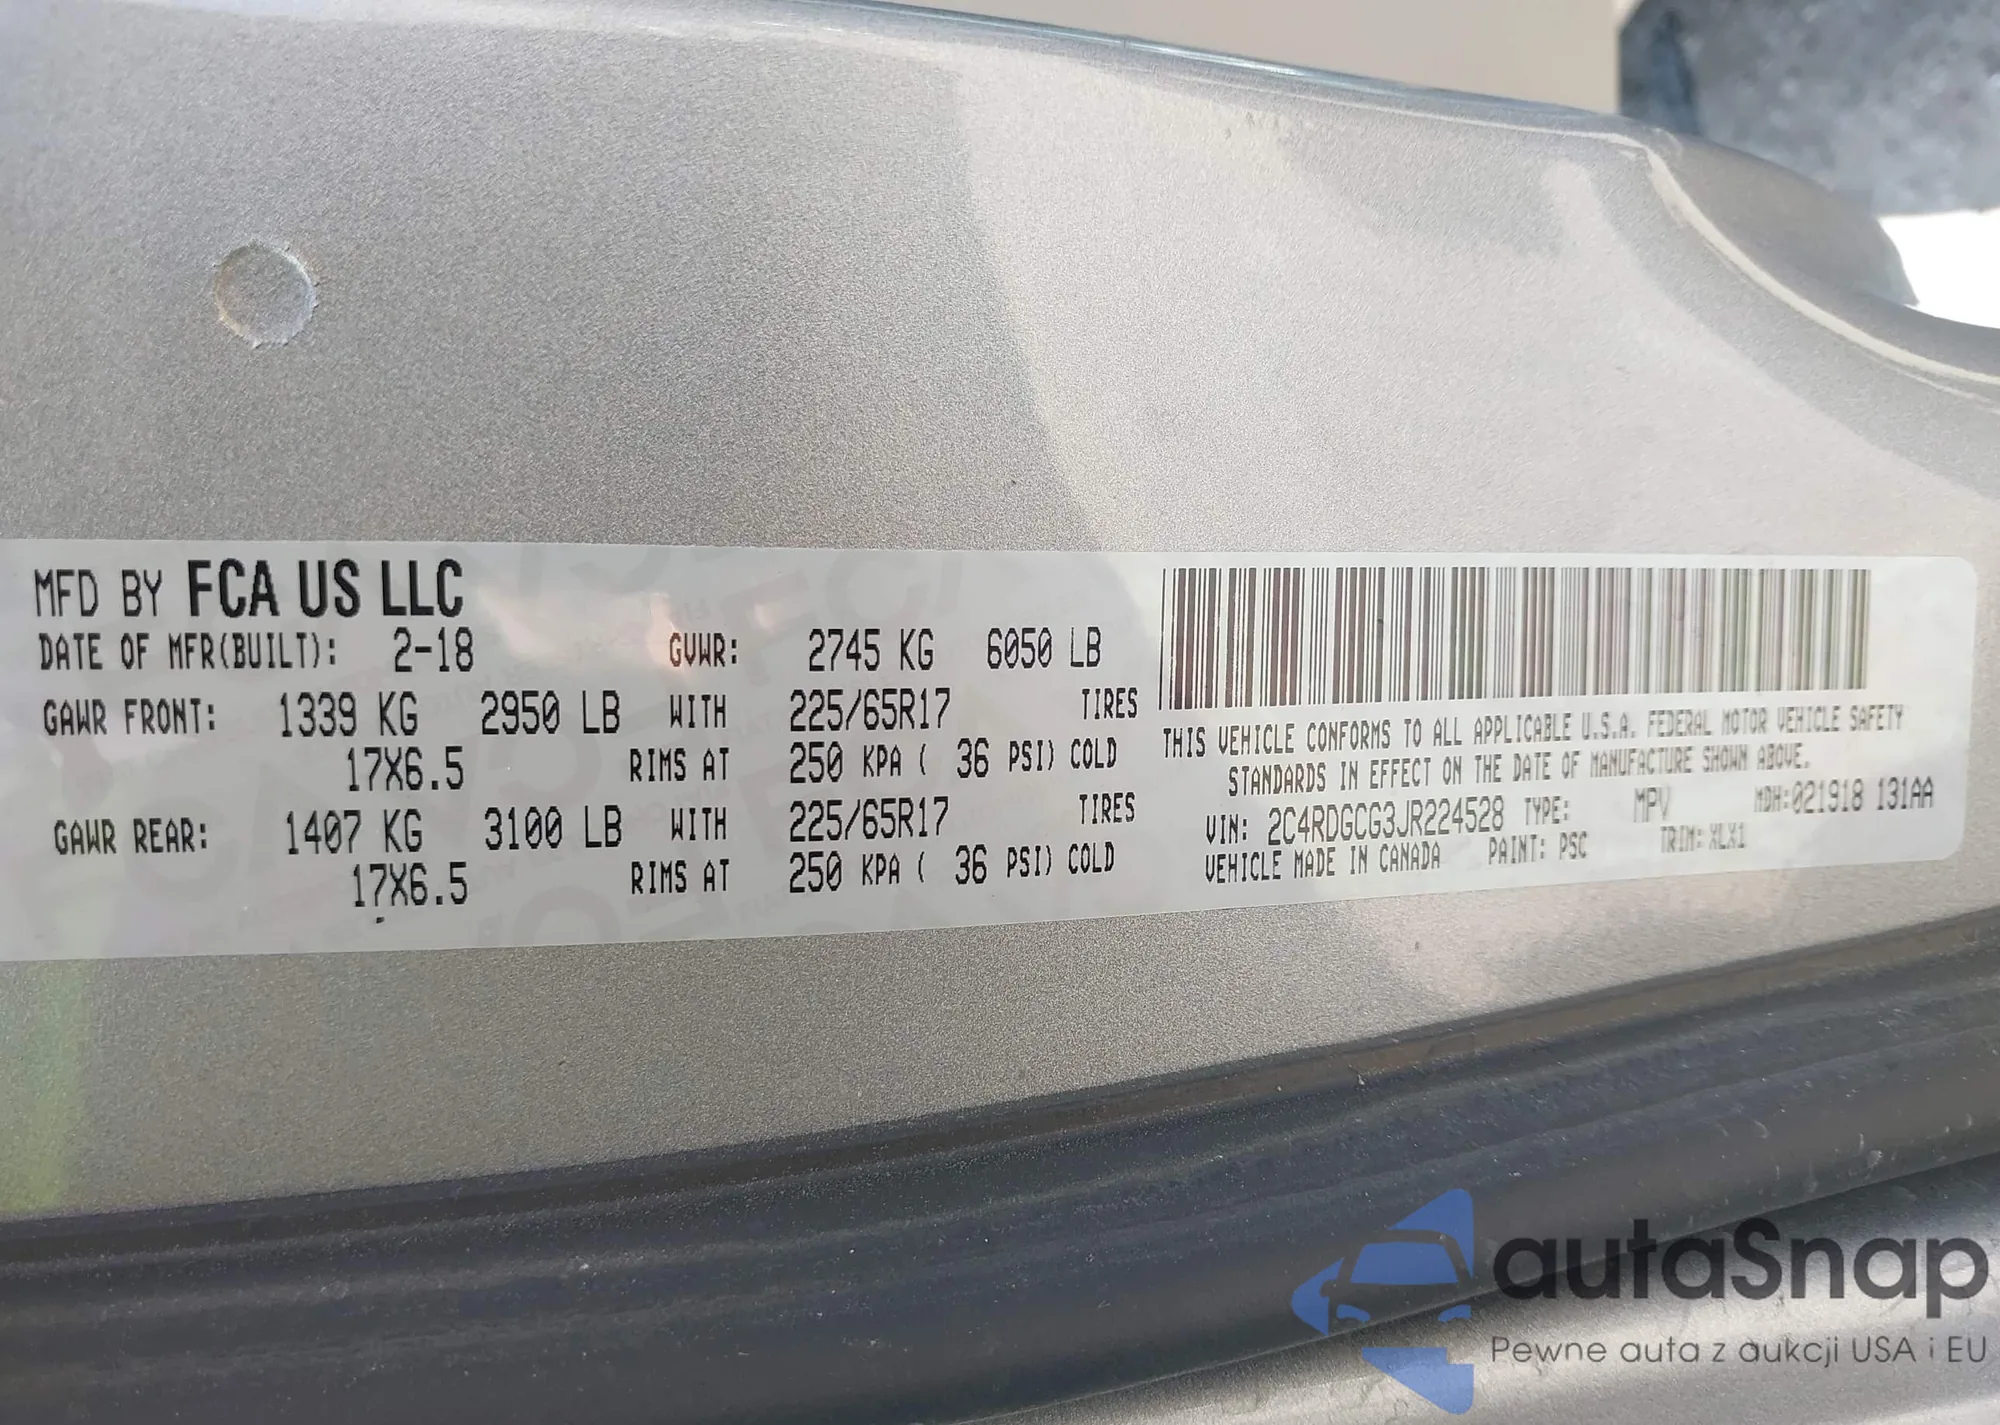 MFD BY FCA US LLC
DATE OF MFR(BUILT): 2-18 GVWR: 2745 KG 6050 LB
GAWR FRONT: 1339 KG 2950 LB WITH 225/65R17 TIRES
17X6.5 RIMS AT 250 KPA ( 36 PSI) COLD
GAWR REAR: 1407 KG 3100 LB WITH 225/65R17 TIRES
17X6.5 RIMS AT 250 KPA ( 36 PSI) COLD
THIS VEHICLE CONFORMS TO ALL APPLICABLE U.S.A. FEDERAL MOTOR VEHICLE SAFETY
STANDARDS IN EFFECT ON THE DATE OF MANUFACTURE SHOWN ABOVE.
VIN: 2C4RDGCG3JR224528 TYPE: MPV MDH:021918 131AA
VEHICLE MADE IN CANADA PAINT: PSC TRIM: XLX1
autaSnap
Pewne auta z aukcji USA i EU